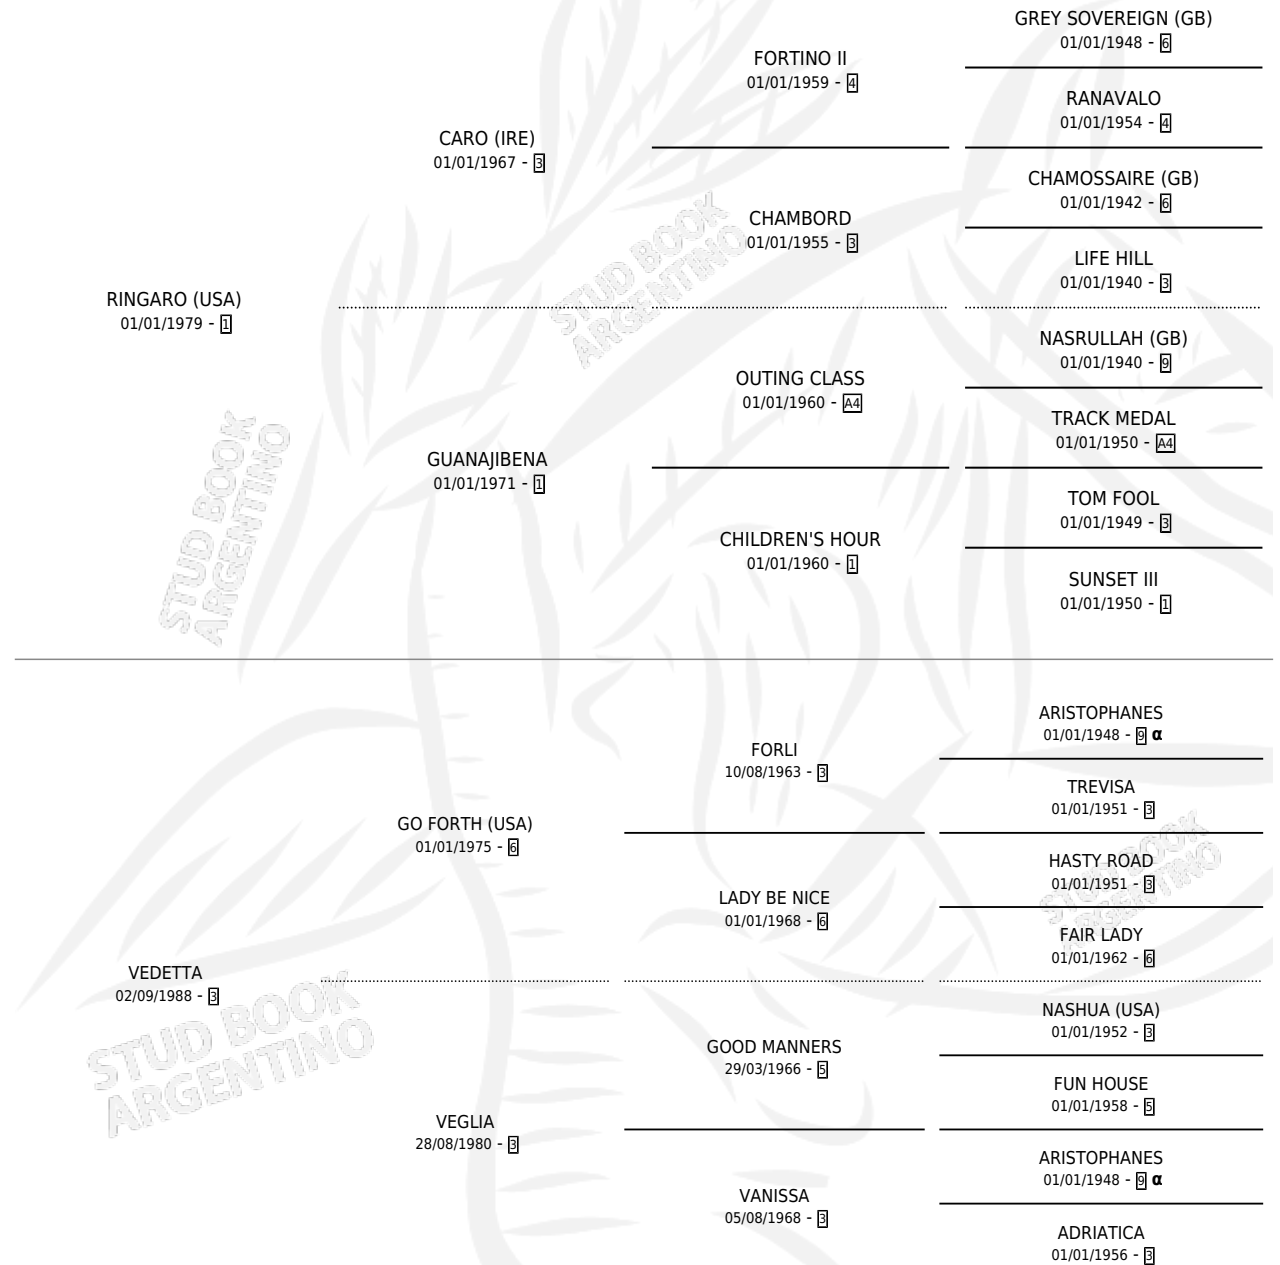 GREY SOVEREIGN (GB)
01/01/1948 - 6
FORTINO II
01/01/1959 - 4
RANAVALO
01/01/1954 - 4
CARO (IRE)
01/01/1967 - 3
CHAMOSSAIRE (GB)
01/01/1942 - 6
CHAMBORD
01/01/1955 - 3
LIFE HILL
01/01/1940 - 3
RINGARO (USA)
01/01/1979 - 1
NASRULLAH (GB)
01/01/1940 - 9
OUTING CLASS
01/01/1960 - A4
TRACK MEDAL
01/01/1950 - A4
GUANAJIBENA
01/01/1971 - 1
TOM FOOL
01/01/1949 - 3
CHILDREN'S HOUR
01/01/1960 - 1
SUNSET III
01/01/1950 - 1
ARISTOPHANES
01/01/1948 - 9 α
FORLI
10/08/1963 - 3
TREVISA
01/01/1951 - 3
GO FORTH (USA)
01/01/1975 - 6
HASTY ROAD
01/01/1951 - 3
LADY BE NICE
01/01/1968 - 6
FAIR LADY
01/01/1962 - 6
VEDETTA
02/09/1988 - 3
NASHUA (USA)
01/01/1952 - 3
GOOD MANNERS
29/03/1966 - 5
FUN HOUSE
01/01/1958 - 5
VEGLIA
28/08/1980 - 3
ARISTOPHANES
01/01/1948 - 9 α
VANISSA
05/08/1968 - 3
ADRIATICA
01/01/1956 - 3
STUD BOOK
ARGENTINO
STUD BOOK
ARGENTINO
STUD BOOK
ARGENTINO
STUD BOOK
ARGENTINO